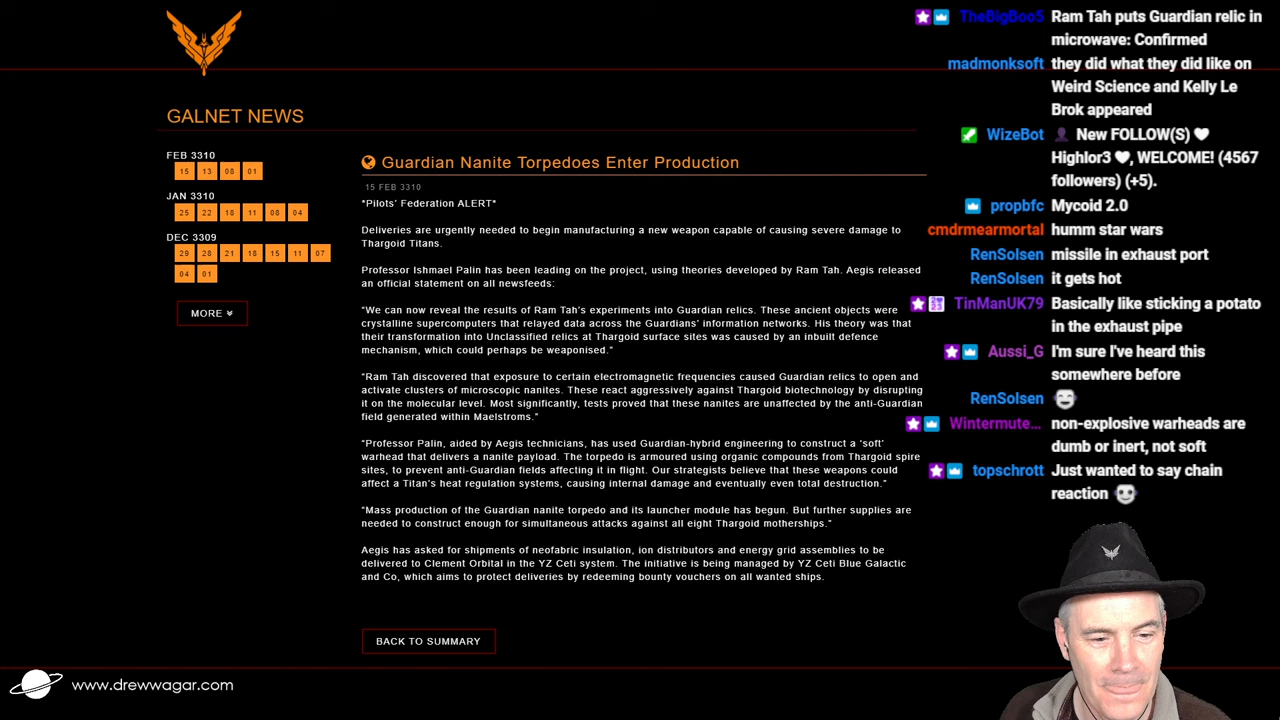 GALNET NEWS
FEB 3310
15 13 08 01
JAN 3310
25 22 18 11 08 04
DEC 3309
29 28 21 18 15 11 07
04 01
MORE
Guardian Nanite Torpedoes Enter Production
15 FEB 3310
*Pilots' Federation ALERT*
Deliveries are urgently needed to begin manufacturing a new weapon capable of causing severe damage to
Thargoid Titans.
Professor Ishmael Palin has been leading on the project, using theories developed by Ram Tah. Aegis released
an official statement on all newsfeeds:
"We can now reveal the results of Ram Tah's experiments into Guardian relics. These ancient objects were
crystalline supercomputers that relayed data across the Guardians' information networks. His theory was that
their transformation into Unclassified relics at Thargoid surface sites was caused by an inbuilt defence
mechanism, which could perhaps be weaponised."
"Ram Tah discovered that exposure to certain electromagnetic frequencies caused Guardian relics to open and
activate clusters of microscopic nanites. These react aggressively against Thargoid biotechnology by disrupting
it on the molecular level. Most significantly, tests proved that these nanites are unaffected by the anti-Guardian
field generated within Maelstroms."
"Professor Palin, aided by Aegis technicians, has used Guardian-hybrid engineering to construct a 'soft'
warhead that delivers a nanite payload. The torpedo is armoured using organic compounds from Thargoid spire
sites, to prevent anti-Guardian fields affecting it in flight. Our strategists believe that these weapons could
affect a Titan's heat regulation systems, causing internal damage and eventually even total destruction."
"Mass production of the Guardian nanite torpedo and its launcher module has begun. But further supplies are
needed to construct enough for simultaneous attacks against all eight Thargoid motherships."
Aegis has asked for shipments of neofabric insulation, ion distributors and energy grid assemblies to be
delivered to Clement Orbital in the YZ Ceti system. The initiative is being managed by YZ Ceti Blue Galactic
and Co, which aims to protect deliveries by redeeming bounty vouchers on all wanted ships.
BACK TO SUMMARY
www.drewwagar.com
TheBigBoo5 Ram Tah puts Guardian relic in
microwave: Confirmed
madmonksoft they did what they did like on
Weird Science and Kelly Le
Brok appeared
WizeBot New FOLLOW(S)
Highlor3, WELCOME! (4567
followers) (+5).
propbfc Mycoid 2.0
cmdrmearmortal humm star wars
RenSolsen missile in exhaust port
RenSolsen it gets hot
TinManUK79 Basically like sticking a potato
in the exhaust pipe
Aussi_G I'm sure I've heard this
somewhere before
RenSolsen
Wintermute… non-explosive warheads are
dumb or inert, not soft
topschrott Just wanted to say chain
reaction